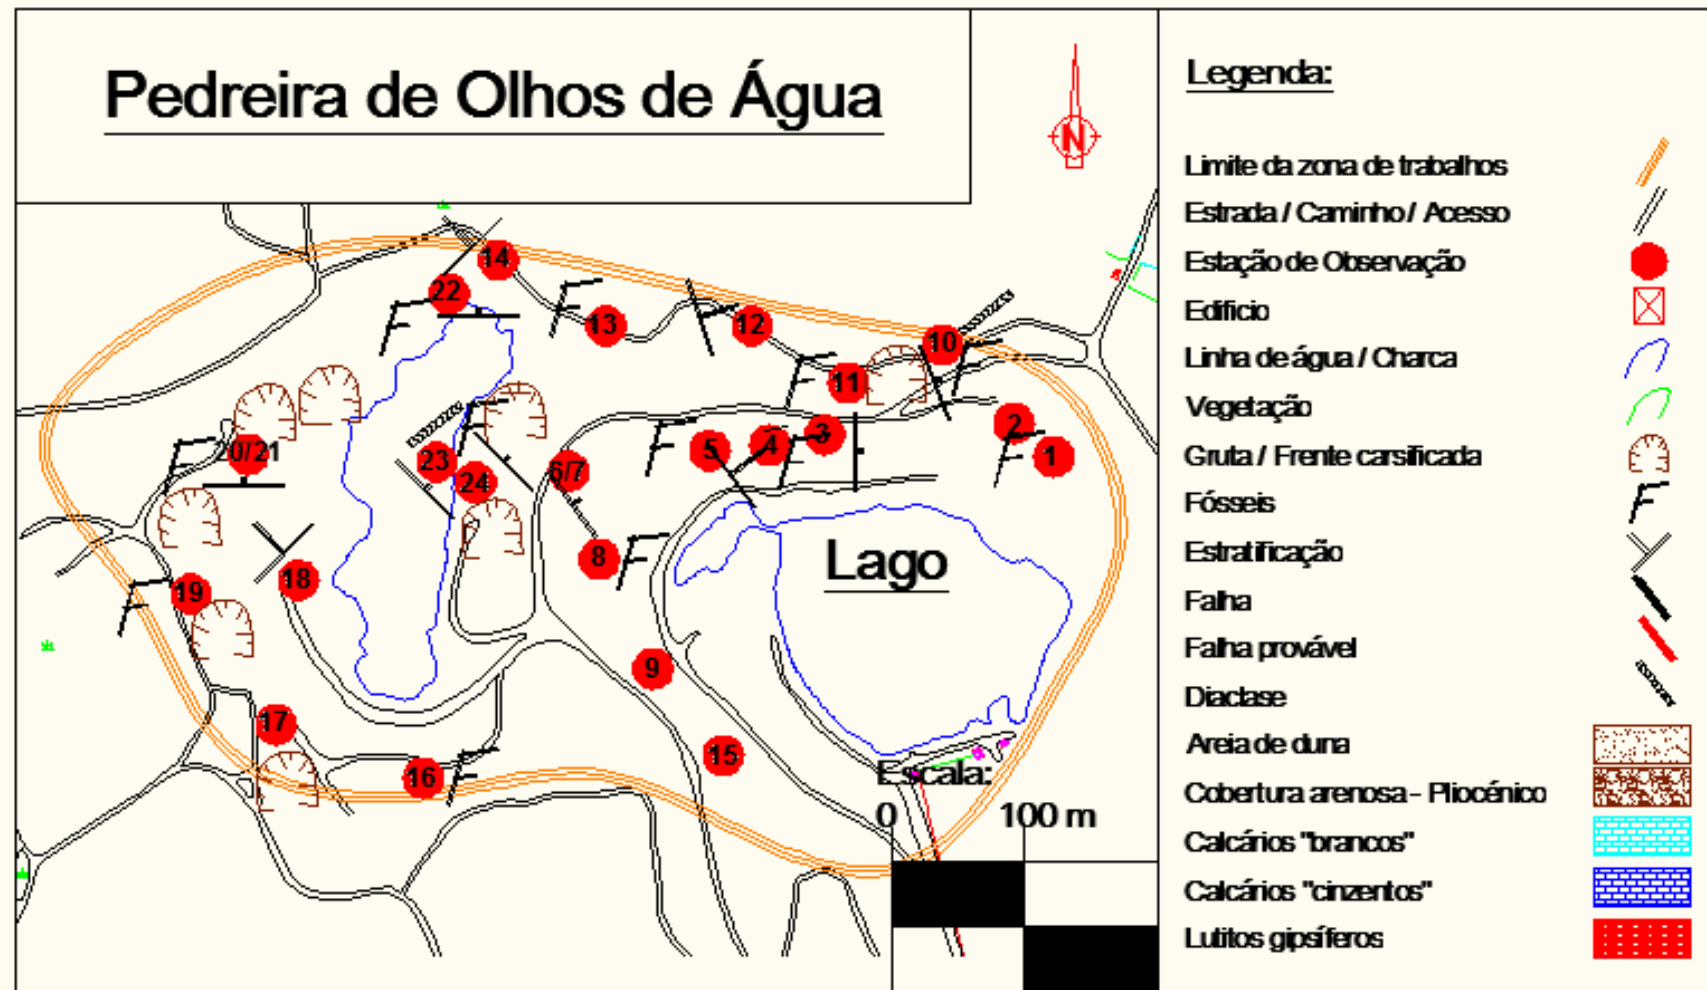 Pedreira de Olhos de Água
N
Legenda:
Limite da zona de trabalhos
Estrada / Caminho / Acesso
Estação de Observação
Edificio
Linha de água / Charca
Vegetação
Gruta / Frente carsificada
Fósseis
Estratificação
Falha
Falha provável
Diaclase
Areia de duna
Cobertura arenosa - Pliocénico
Calcários "brancos"
Calcários "cinzentos"
Lutitos gipsíferos
14
22
13
12
10
11
2
3
4
5
1
20/21
23
24
6/7
8
Lago
18
19
9
17
15
16
Escala:
0 100 m